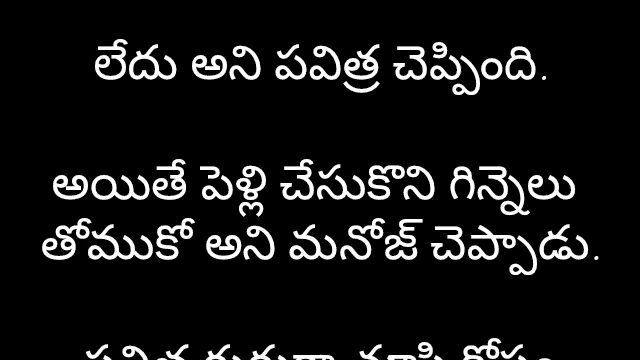 లేదు అని పవిత్ర చెప్పింది.
అయితే పెళ్లి చేసుకొని గిన్నెలు
తోముకో అని మనోజ్ చెప్పాడు.